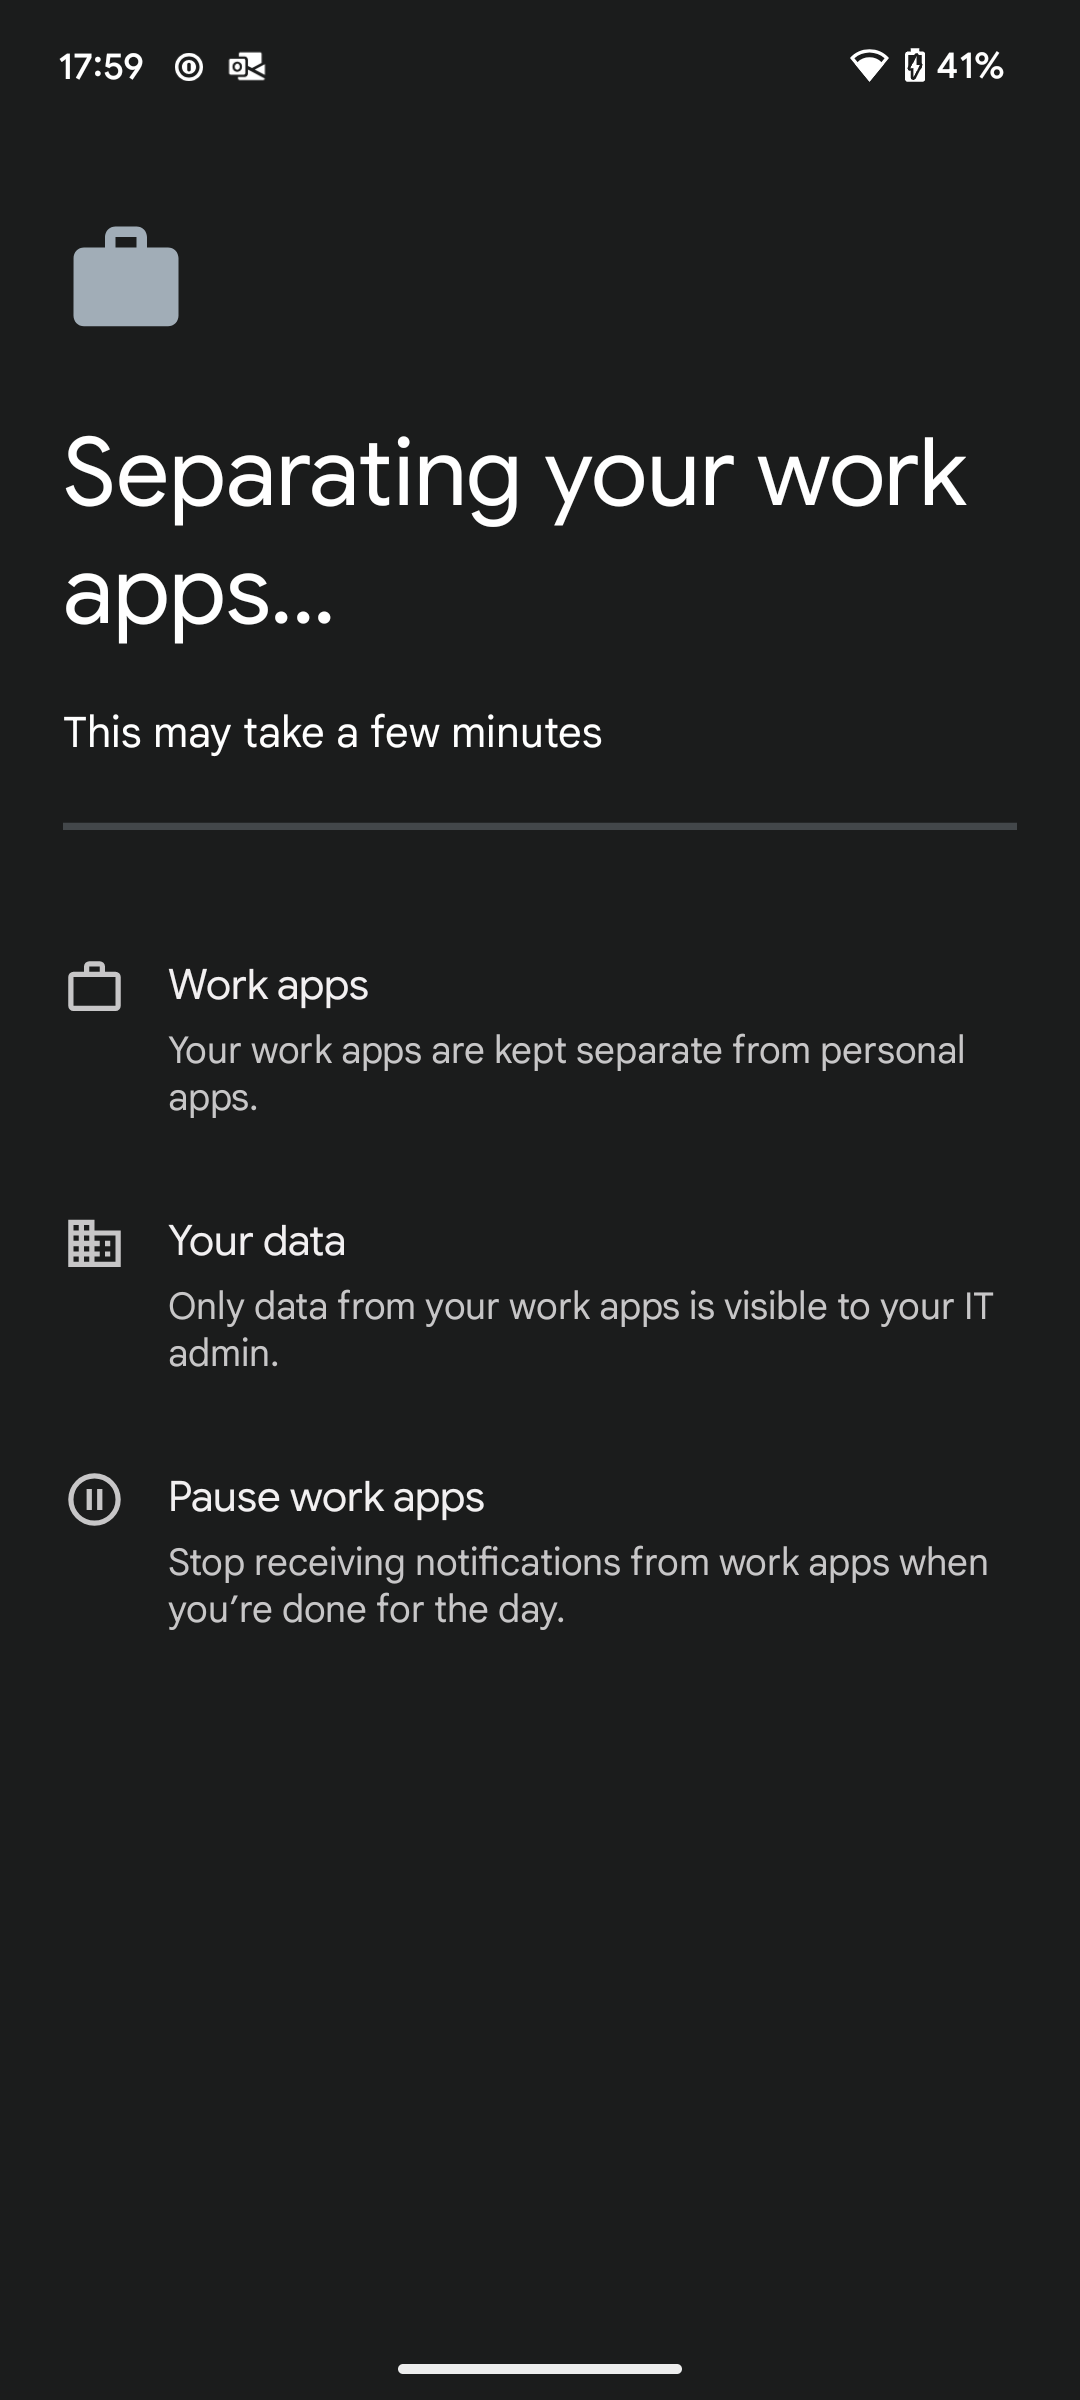 17:59
41%
Separating your work
apps...
This may take a few minutes
Work apps
Your work apps are kept separate from personal
apps.
Your data
Only data from your work apps is visible to your IT
admin.
Pause work apps
Stop receiving notifications from work apps when
you’re done for the day.